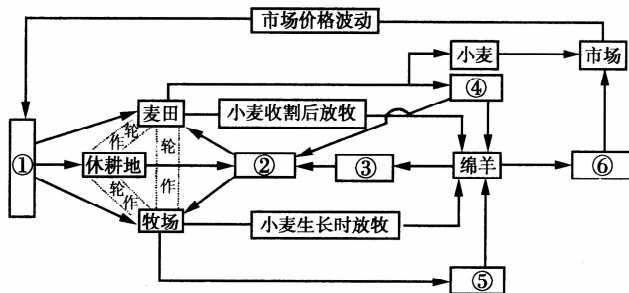 市场价格波动
小麦
市场
④
麦田
小麦收割后放牧
轮
作
轮
①
休耕地
②
③
绵羊
⑥
轮
作
作
牧场
小麦生长时放牧
⑤